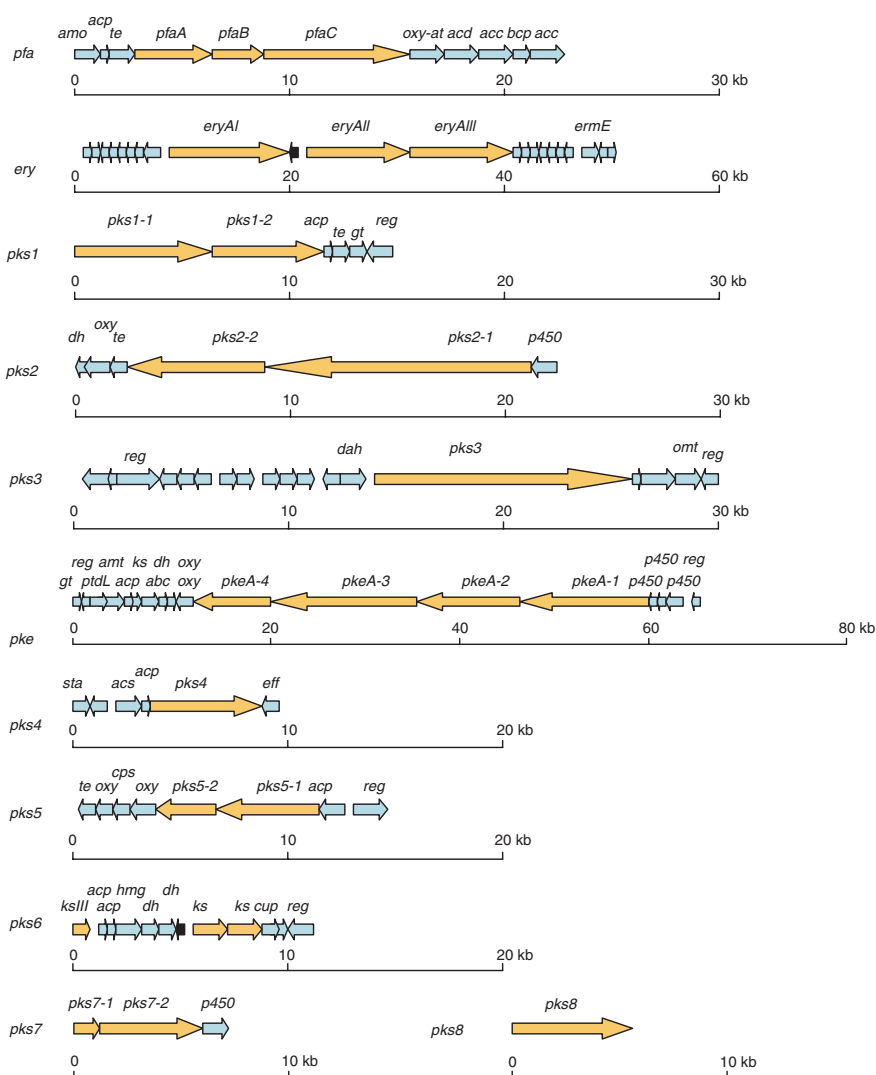 acp
amo te pfaA pfaB pfaC oxy-at acd acc bcp acc
pfa
0 10 20 30 kb
eryAI eryAII eryAIII ermE
ery
0 20 40 60 kb
pks1-1 pks1-2 acp reg
te gt
pks1
0 10 20 30 kb
oxy
dh te pks2-2 pks2-1 p450
pks2
0 10 20 30 kb
reg dah pks3 omt reg
pks3
0 10 20 30 kb
reg amt ks dh oxy p450 reg
gt ptdL acp abc oxy pkeA-4 pkeA-3 pkeA-2 pkeA-1 p450 p450
pke
0 20 40 60 80 kb
acp
sta acs pks4 eff
pks4
0 10 20 kb
cps
te oxy oxy pks5-2 pks5-1 acp reg
pks5
0 10 20 kb
acp hmg dh
ksIII acp dh ks ks cup reg
pks6
0 10 20 kb
pks7-1 pks7-2 p450 pks8
pks7 pks8
0 10 kb 0 10 kb